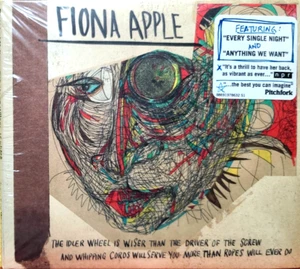 FIONA APPLE
FEATURING:
"EVERY SINGLE NIGHT"
AND
"ANYTHING WE WANT"
"It's a thrill to have her back,
as vibrant as ever..." npr
"...the best you can imagine"
Pitchfork
THE IDLER WHEEL IS WISER THAN THE DRIVER OF THE SCREW
AND WHIPPING CORDS WILL SERVE YOU MORE THAN ROPES WILL EVER DO